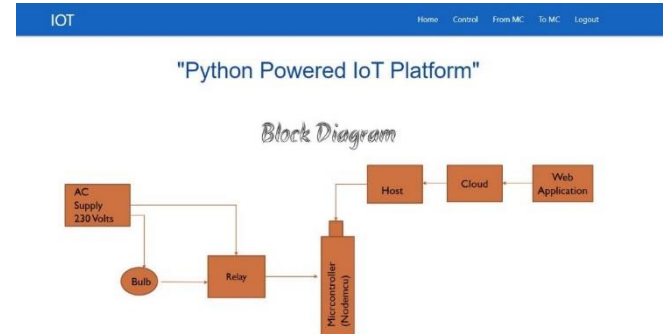 IOT
Home Control From MC To MC Logout
"Python Powered IoT Platform"
Block Diagram
AC
Supply
230 Volts
Host
Cloud
Web
Application
Bulb
Relay
Micrcontroller
(Nodemcu)